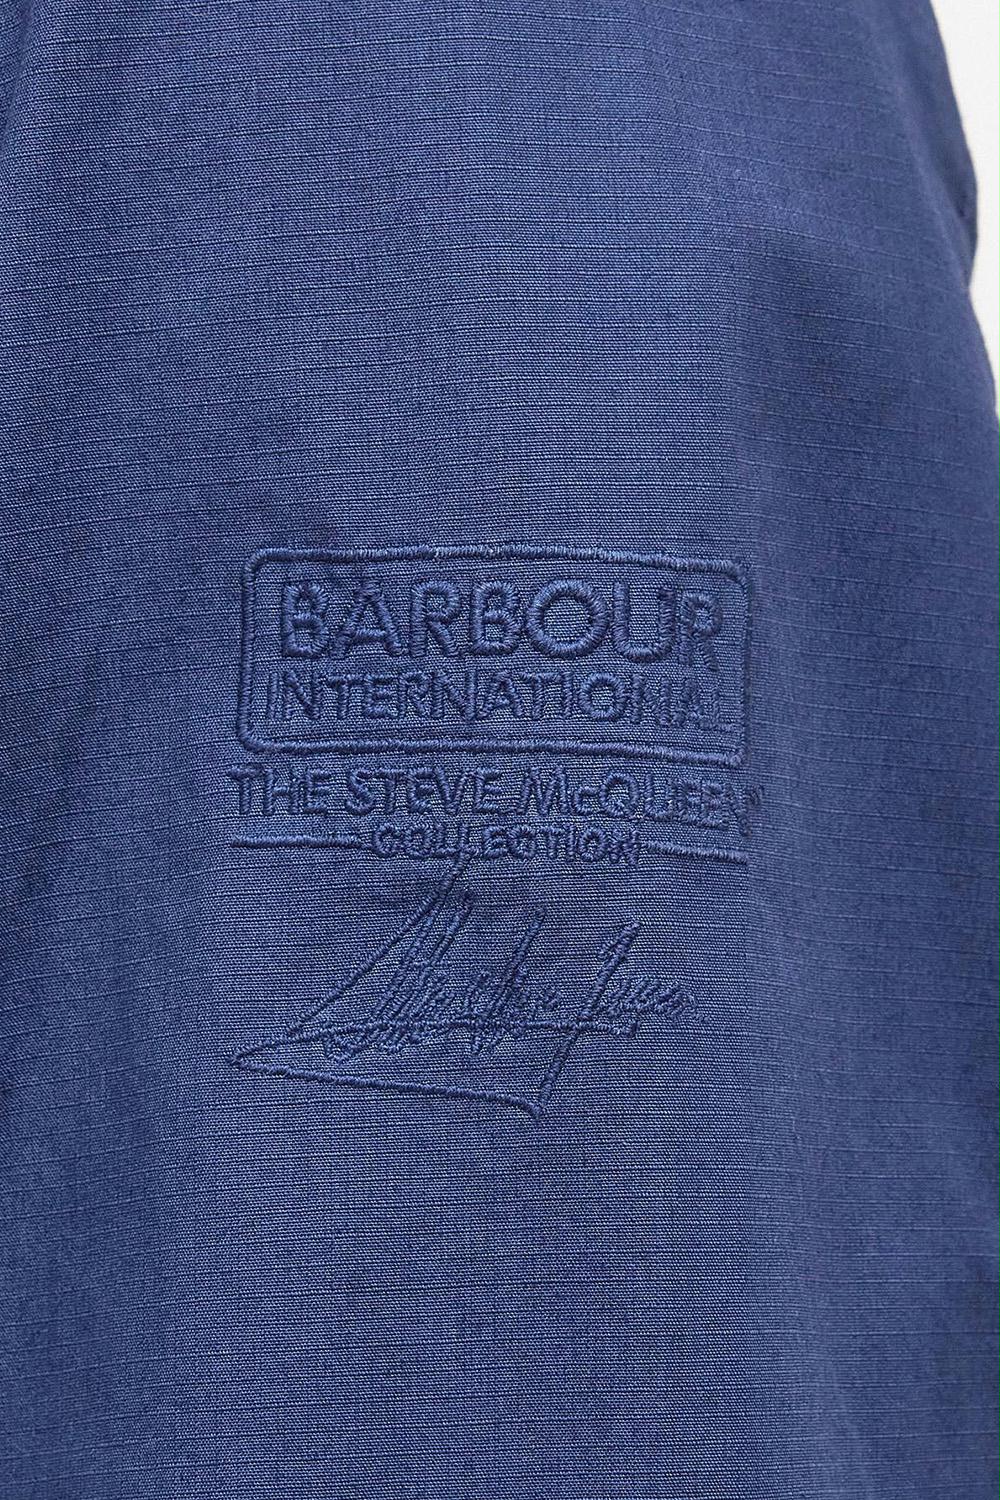 BARBOUR
INTERNATIONAL
THE STEVE McQUEEN
COLLECTION